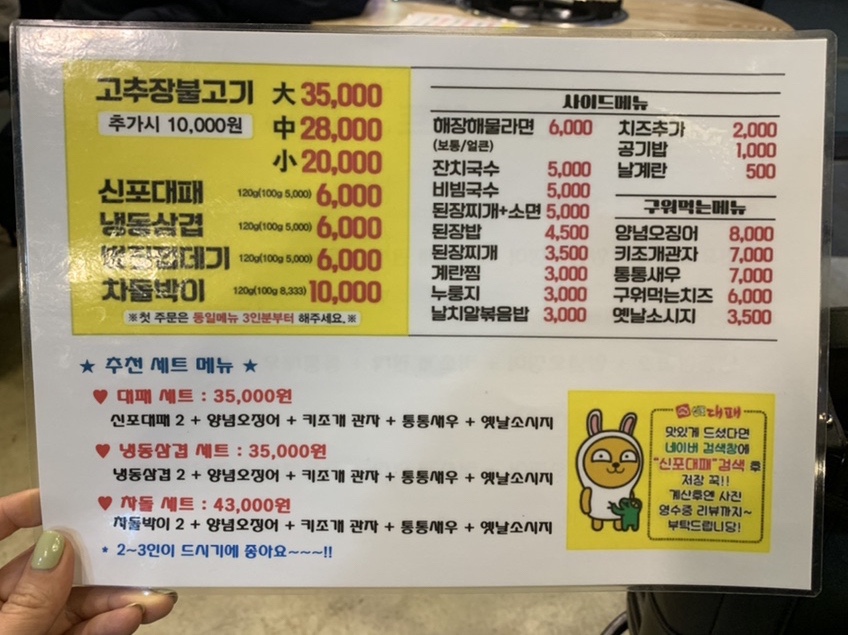 고추장불고기 大 35,000
추가시 10,000원 中 28,000
小 20,000
신포대패 120g(100g 5,000) 6,000
냉동삼겹 120g(100g 5,000) 6,000
120g(100g 5,000) 6,000
차돌박이 120g(100g 8,333) 10,000
※첫 주문은 통일메뉴 3인분부터 해주세요.※
사이드메뉴
해장해물라면 6,000
(보통/얼큰)
잔치국수 5,000
비빔국수 5,000
된장찌개+소면 5,000
된장밥 4,500
된장찌개 3,500
계란찜 3,000
누룽지 3,000
날치알볶음밥 3,000
치즈추가 2,000
공기밥 1,000
날계란 500
구워먹는메뉴
양념오징어 8,000
키조개관자 7,000
통통새우 7,000
구워먹는치즈 6,000
옛날소시지 3,500
★ 추천 세트 메뉴 ★
♥ 대패 세트 : 35,000원
신포대패 2 + 양념오징어 + 키조개 관자 + 통통새우 + 옛날소시지
♥ 냉동삼겹 세트 : 35,000원
냉동삼겹 2 + 양념오징어 + 키조개 관자 + 통통새우 + 옛날소시지
♥ 차돌 세트 : 43,000원
차돌박이 2 + 양념오징어 + 키조개 관자 + 통통새우 + 옛날소시지
* 2~3인이 드시기에 좋아요~~~!!
신포대패
맛있게 드셨다면
네이버 검색창에
"신포대패"검색 후
저장 꾹!!
계산후엔 사진
영수증 리뷰까지~
부탁드립니당!